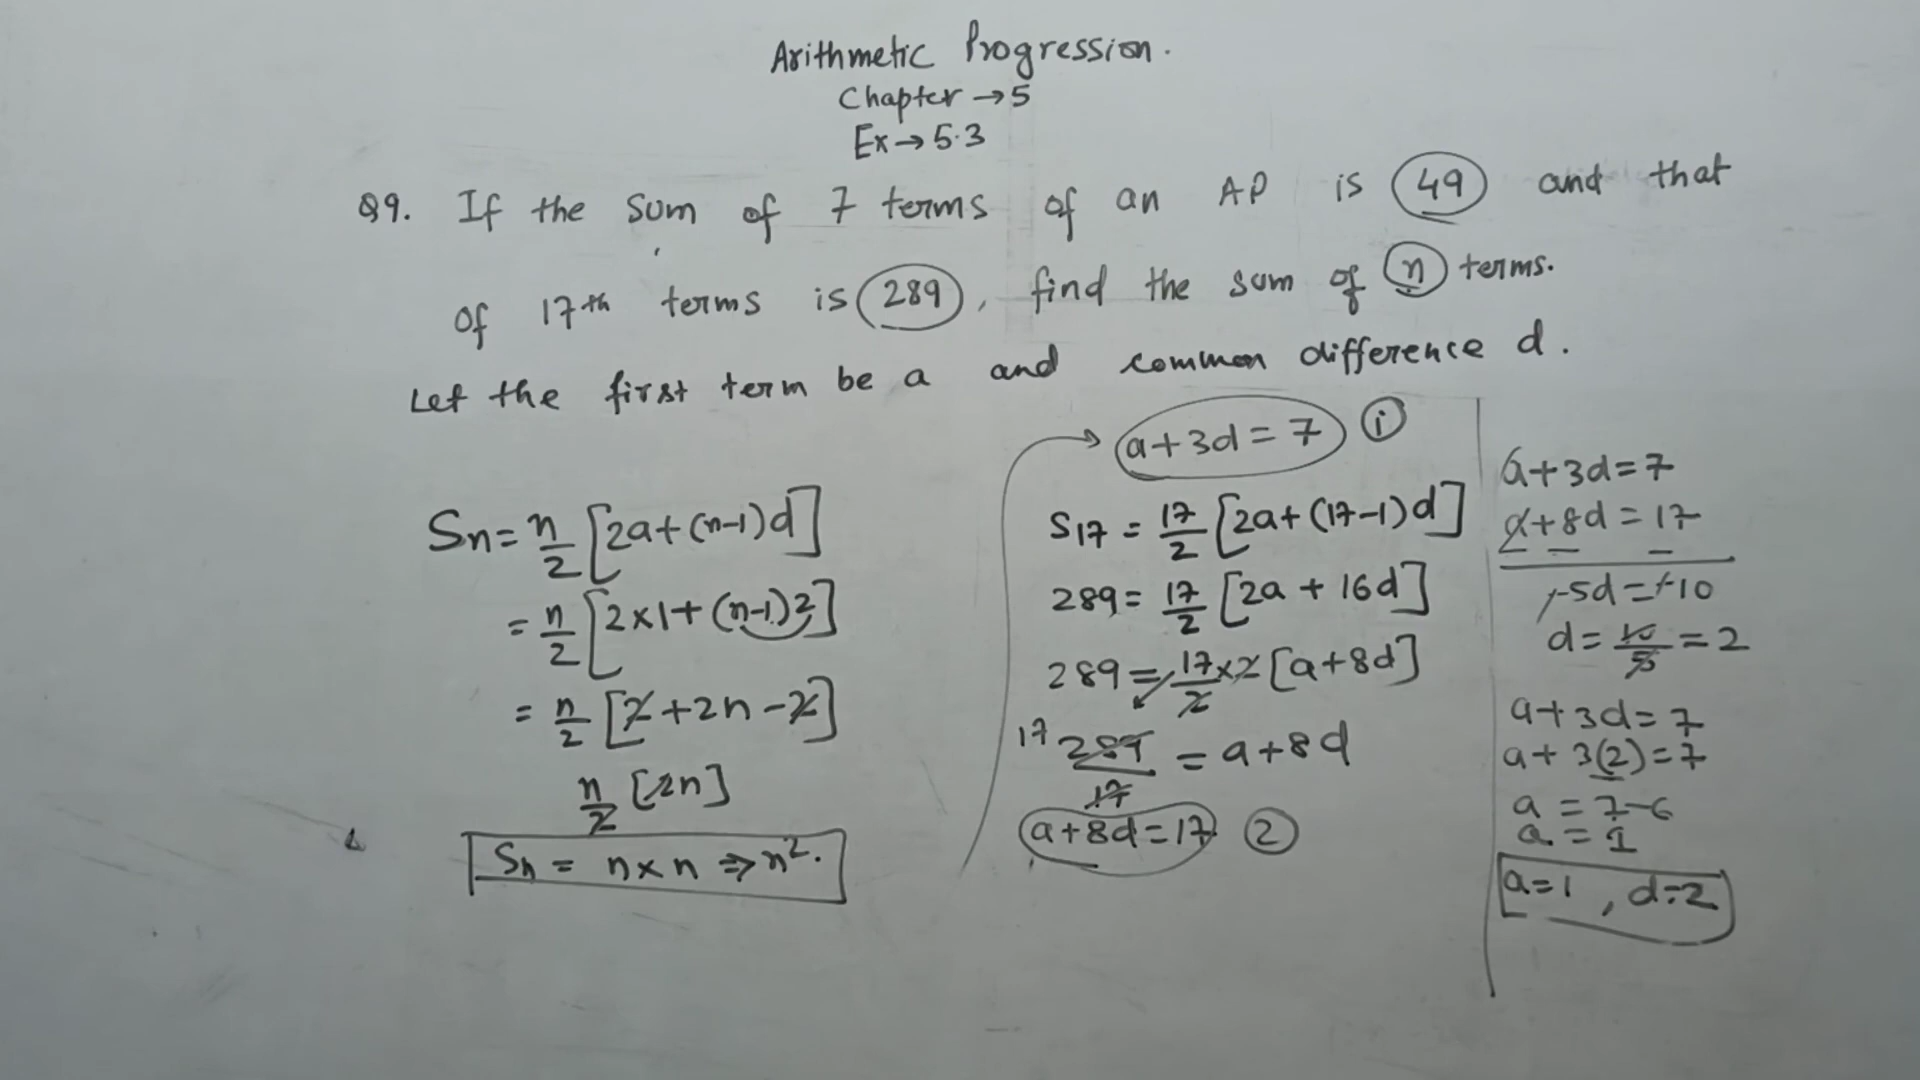 Arithmetic Progression.
Chapter → 5
Ex → 5.3
Q9. If the sum of 7 terms of an AP is 49 and that
of 17th terms is 289, find the sum of n terms.
Let the first term be a and common difference d.
Sn = n/2 [2a+(n-1)d]
= n/2 [2×1+(n-1)2]
= n/2 [2+2n-2]
n/2 [2n]
Sn = n×n ⇒ n².
a+3d=7 (i)
S17 = 17/2 [2a+(17-1)d]
289 = 17/2 [2a + 16d]
289 = 17/2 ×2 [a+8d]
17 289/17 = a+8d
a+8d=17 (2)
a+3d=7
a+8d=17
-5d=-10
d=10/5=2
a+3d=7
a+3(2)=7
a=7-6
a=1
a=1, d=2